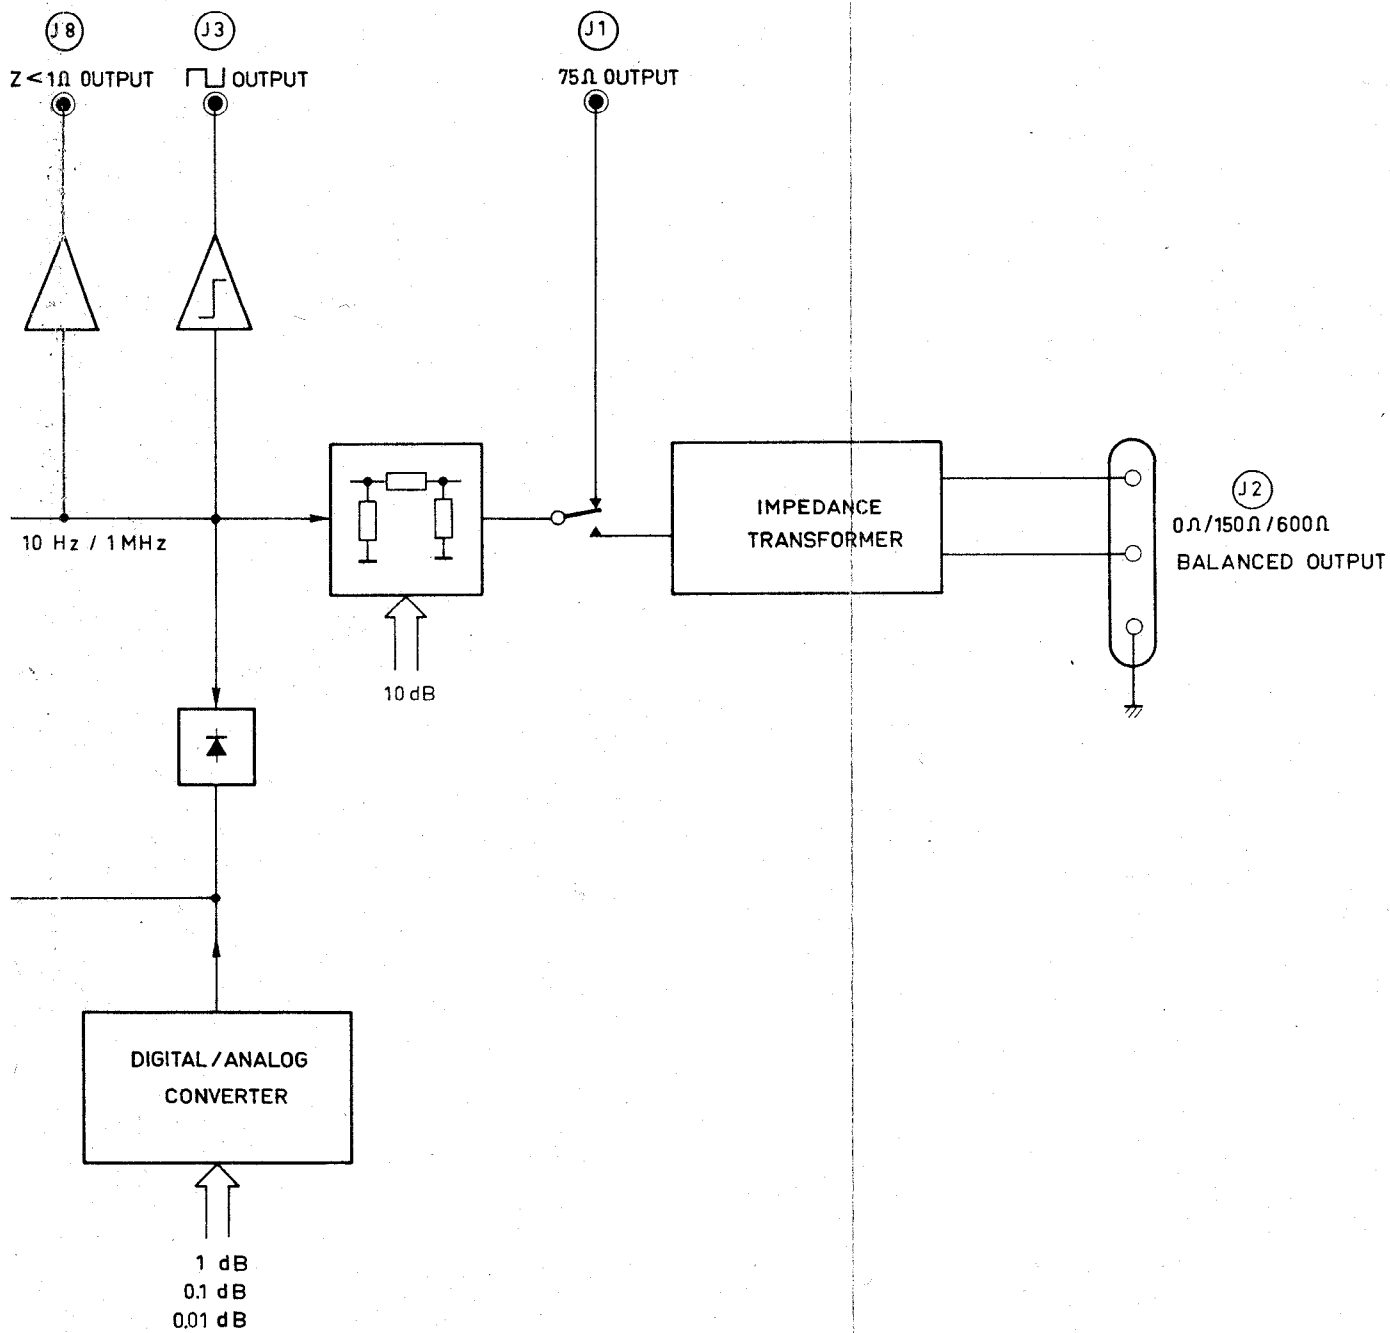 J8
J3
J1
Z<1Ω OUTPUT
OUTPUT
75Ω OUTPUT
10 Hz / 1 MHz
10 dB
IMPEDANCE
TRANSFORMER
J2
0Ω/150Ω/600Ω
BALANCED OUTPUT
DIGITAL/ANALOG
CONVERTER
1 dB
0.1 dB
0,01 dB